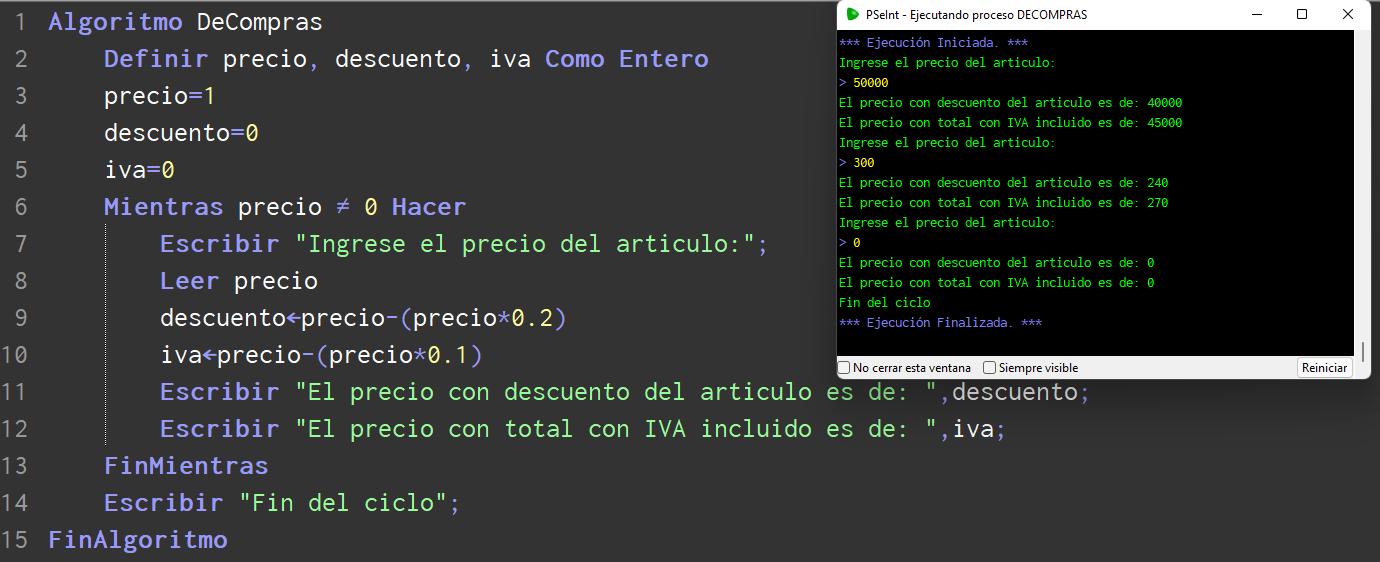 1 Algoritmo DeCompras
2 Definir precio, descuento, iva Como Entero
3 precio=1
4 descuento=0
5 iva=0
6 Mientras precio ≠ 0 Hacer
7 Escribir "Ingrese el precio del articulo:";
8 Leer precio
9 descuento←precio-(precio*0.2)
10 iva←precio-(precio*0.1)
11 Escribir "El precio con descuento del articulo es de: ",descuento;
12 Escribir "El precio con total con IVA incluido es de: ",iva;
13 FinMientras
14 Escribir "Fin del ciclo";
15 FinAlgoritmo
PSeInt - Ejecutando proceso DECOMPRAS
*** Ejecución Iniciada. ***
Ingrese el precio del articulo:
> 50000
El precio con descuento del articulo es de: 40000
El precio con total con IVA incluido es de: 45000
Ingrese el precio del articulo:
> 300
El precio con descuento del articulo es de: 240
El precio con total con IVA incluido es de: 270
Ingrese el precio del articulo:
> 0
El precio con descuento del articulo es de: 0
El precio con total con IVA incluido es de: 0
Fin del ciclo
*** Ejecución Finalizada. ***
No cerrar esta ventana Siempre visible Reiniciar